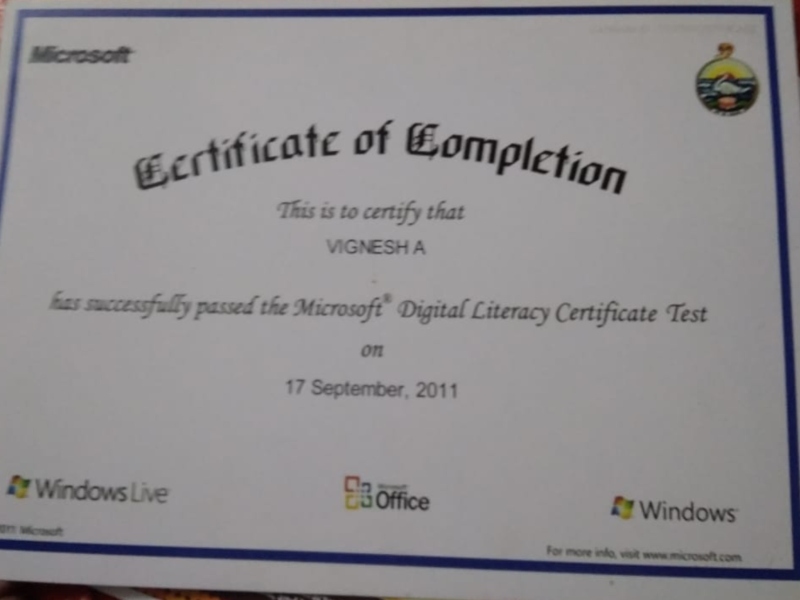 Microsoft
Certificate of Completion
This is to certify that
VIGNESH A
has successfully passed the Microsoft® Digital Literacy Certificate Test
on
17 September, 2011
Windows Live
Microsoft
Office
Windows
2011 Microsoft
For more info, visit www.microsoft.com